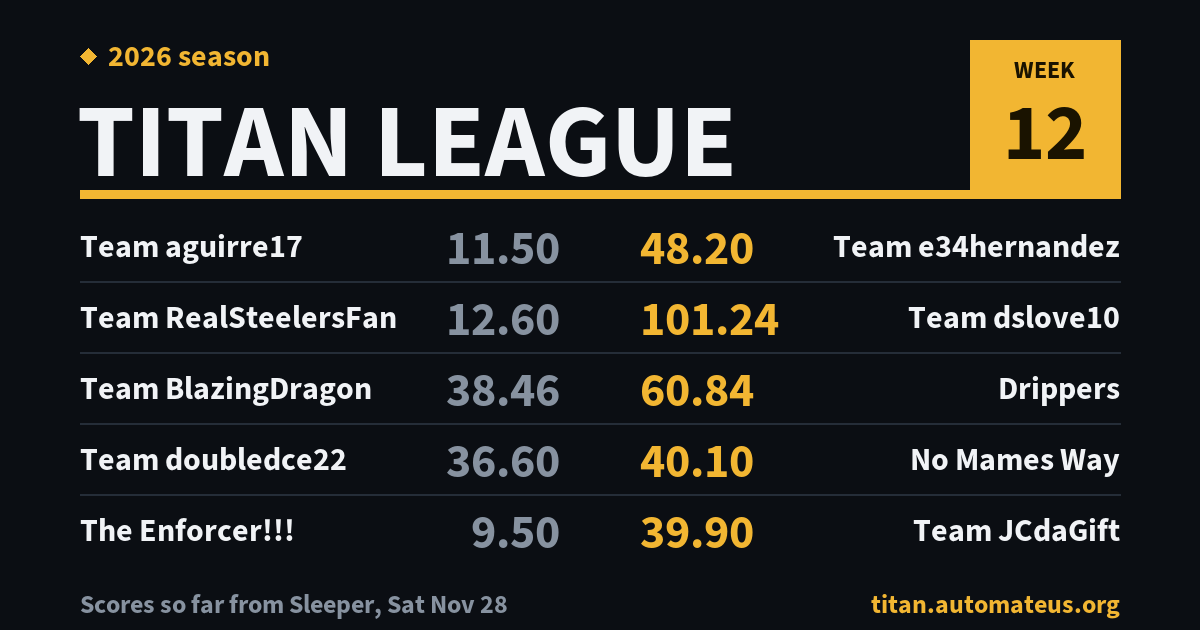 2026 season
WEEK
12
TITAN LEAGUE
Team aguirre17 11.50 48.20 Team e34hernandez
Team RealSteelersFan 12.60 101.24 Team dslove10
Team BlazingDragon 38.46 60.84 Drippers
Team doubledce22 36.60 40.10 No Mames Way
The Enforcer!!! 9.50 39.90 Team JCdaGift
Scores so far from Sleeper, Sat Nov 28 titan.automateus.org